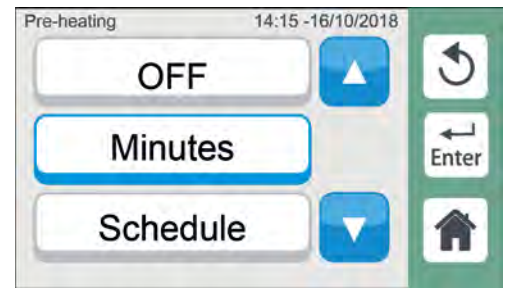 Pre-heating 14:15 -16/10/2018
OFF
Minutes
Enter
Schedule